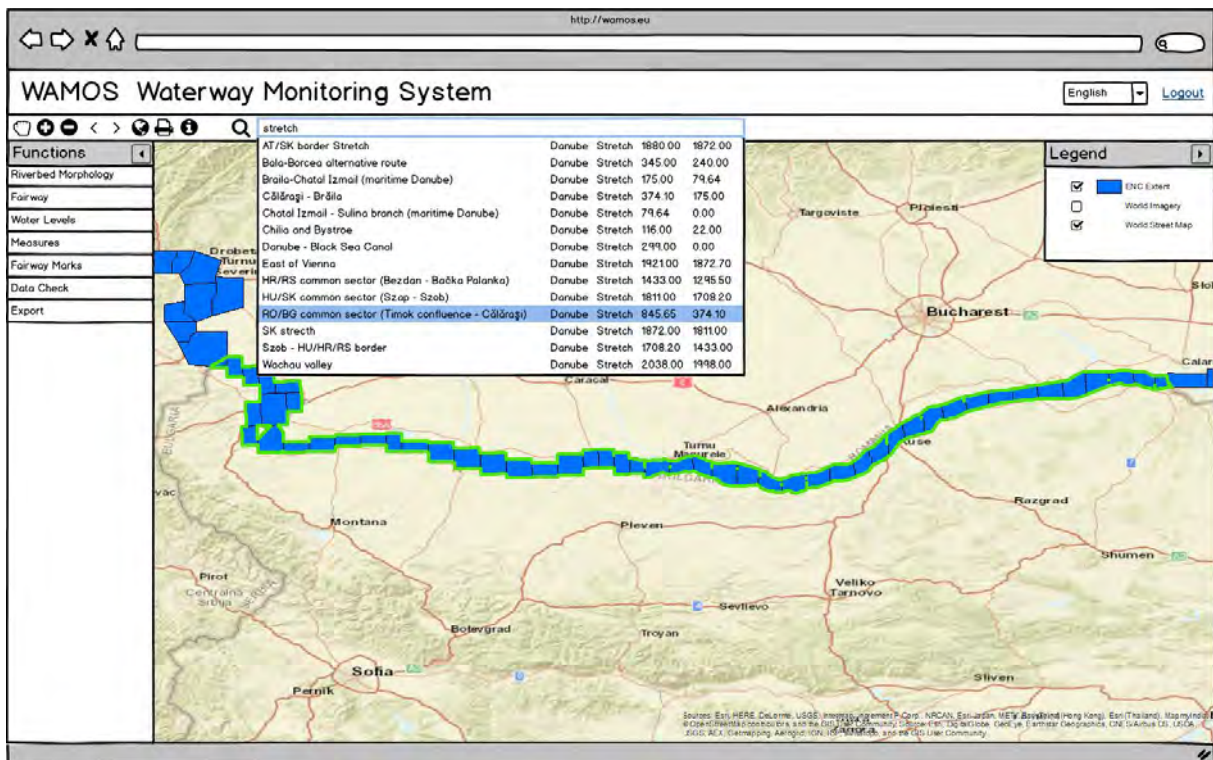 http://wamos.eu
WAMOS Waterway Monitoring System
English
Logout
stretch
Functions
Riverbed Morphology
Fairway
Water Levels
Measures
Fairway Marks
Data Check
Export
AT/SK border Stretch Danube Stretch 1880.00 1872.00
Bala-Borcea alternative route Danube Stretch 345.00 240.00
Braila-Chatal Izmail (maritime Danube) Danube Stretch 175.00 79.64
Călărași - Brăila Danube Stretch 374.10 175.00
Chatal Izmail - Sulina branch (maritime Danube) Danube Stretch 79.64 0.00
Chilia and Bystroe Danube Stretch 116.00 22.00
Danube - Black Sea Canal Danube Stretch 299.00 0.00
East of Vienna Danube Stretch 1921.00 1872.70
HR/RS common sector (Bezdan - Bačka Palanka) Danube Stretch 1433.00 1295.50
HU/SK common sector (Szap - Szob) Danube Stretch 1811.00 1708.20
RO/BG common sector (Timok confluence - Călărași) Danube Stretch 845.65 374.10
SK strecth Danube Stretch 1872.00 1811.00
Szob - HU/HR/RS border Danube Stretch 1708.20 1433.00
Wachau valley Danube Stretch 2038.00 1998.00
Legend
ENC Extent
World Imagery
World Street Map
Targoviste
Ploiesti
Bucharest
Caracal
Alexandria
Turnu
Magurele
Razgrad
Montana
Pleven
Shumen
Pirot
Veliko
Tarnovo
Sevlievo
Botevgrad
Troyan
Sofia
Pernik
Sliven